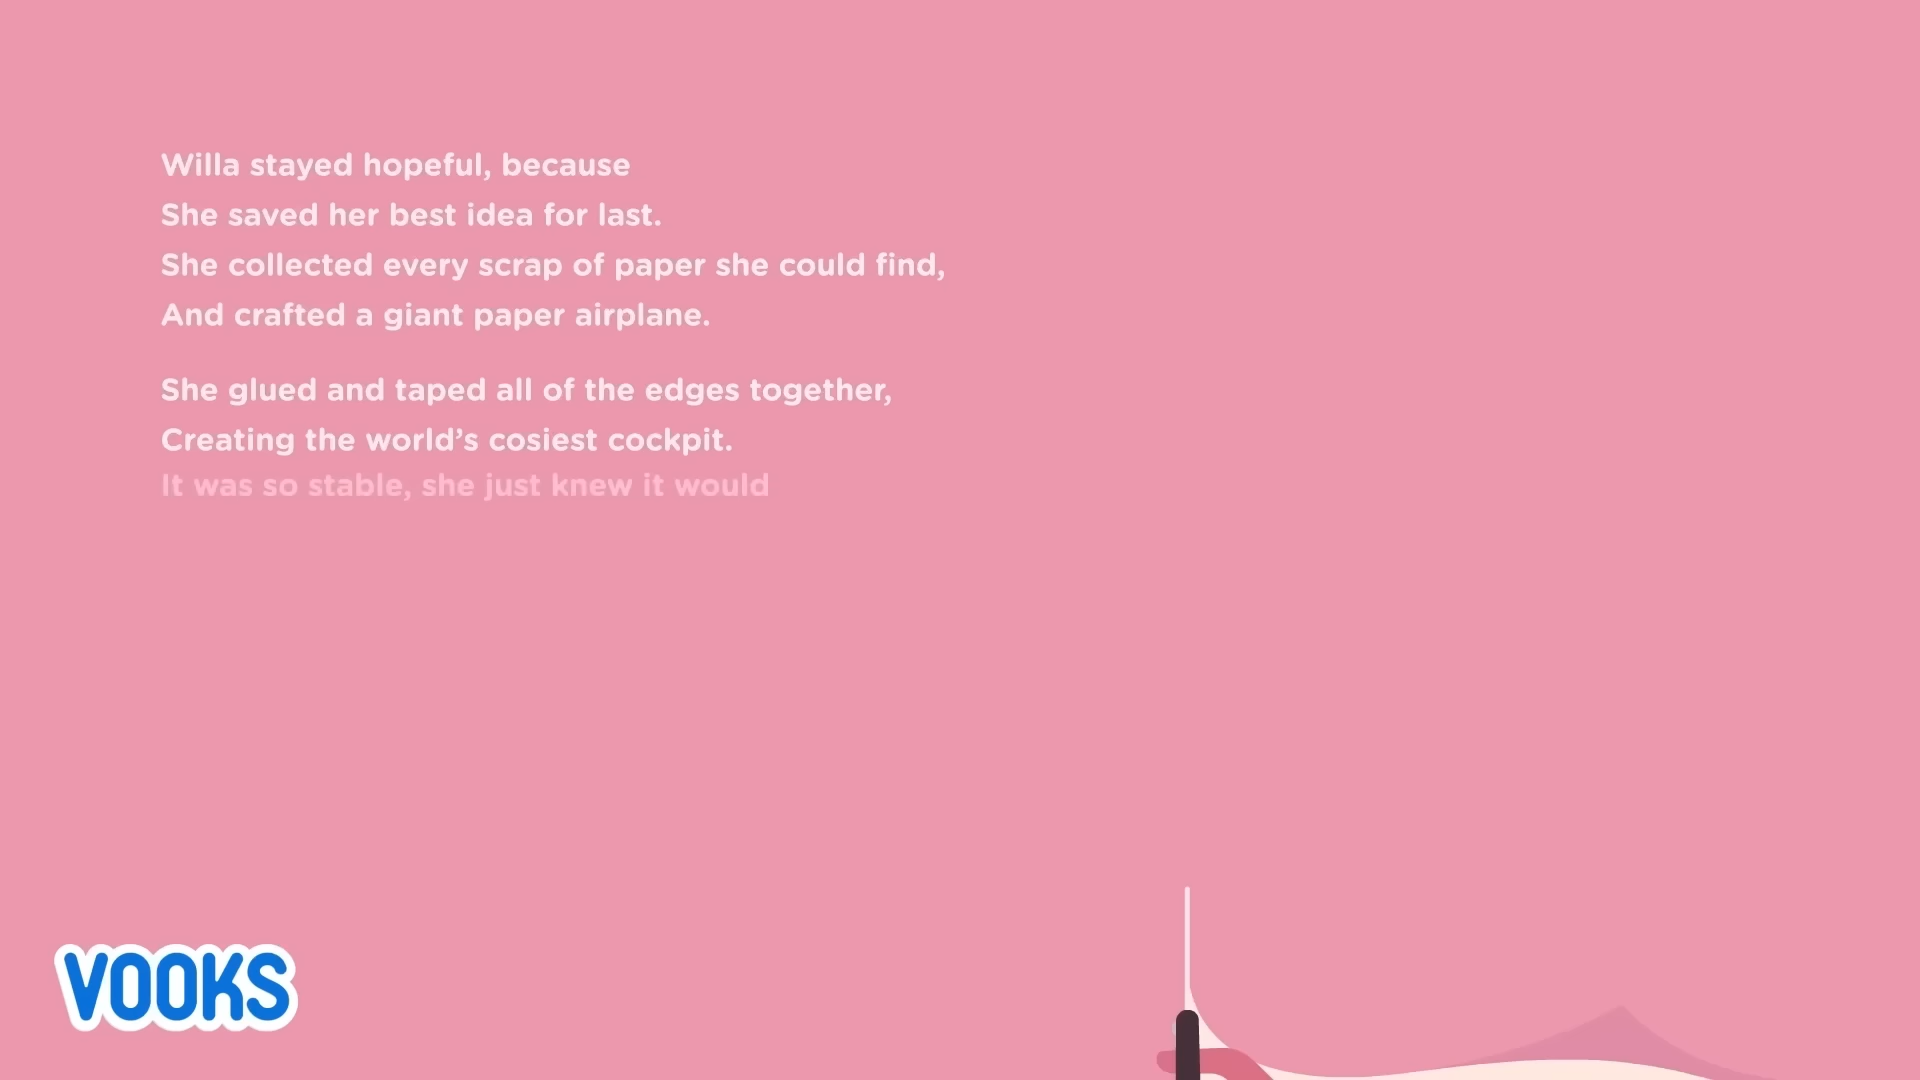 Willa stayed hopeful, because
She saved her best idea for last.
She collected every scrap of paper she could find,
And crafted a giant paper airplane.
She glued and taped all of the edges together,
Creating the world’s cosiest cockpit.
It was so stable, she just knew it would
VOOKS